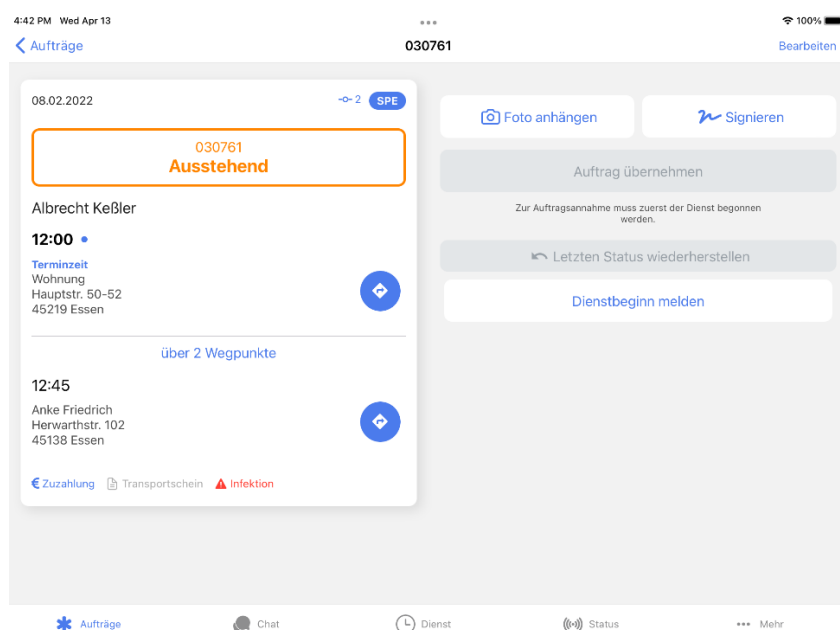 4:42 PM Wed Apr 13
100%
Aufträge
030761
Bearbeiten
08.02.2022
2
SPE
030761
Ausstehend
Albrecht Keßler
12:00
Terminzeit
Wohnung
Hauptstr. 50-52
45219 Essen
über 2 Wegpunkte
12:45
Anke Friedrich
Herwarthstr. 102
45138 Essen
€ Zuzahlung
Transportschein
Infektion
Foto anhängen
Signieren
Auftrag übernehmen
Zur Auftragsannahme muss zuerst der Dienst begonnen
werden.
Letzten Status wiederherstellen
Dienstbeginn melden
Aufträge
Chat
Dienst
Status
Mehr